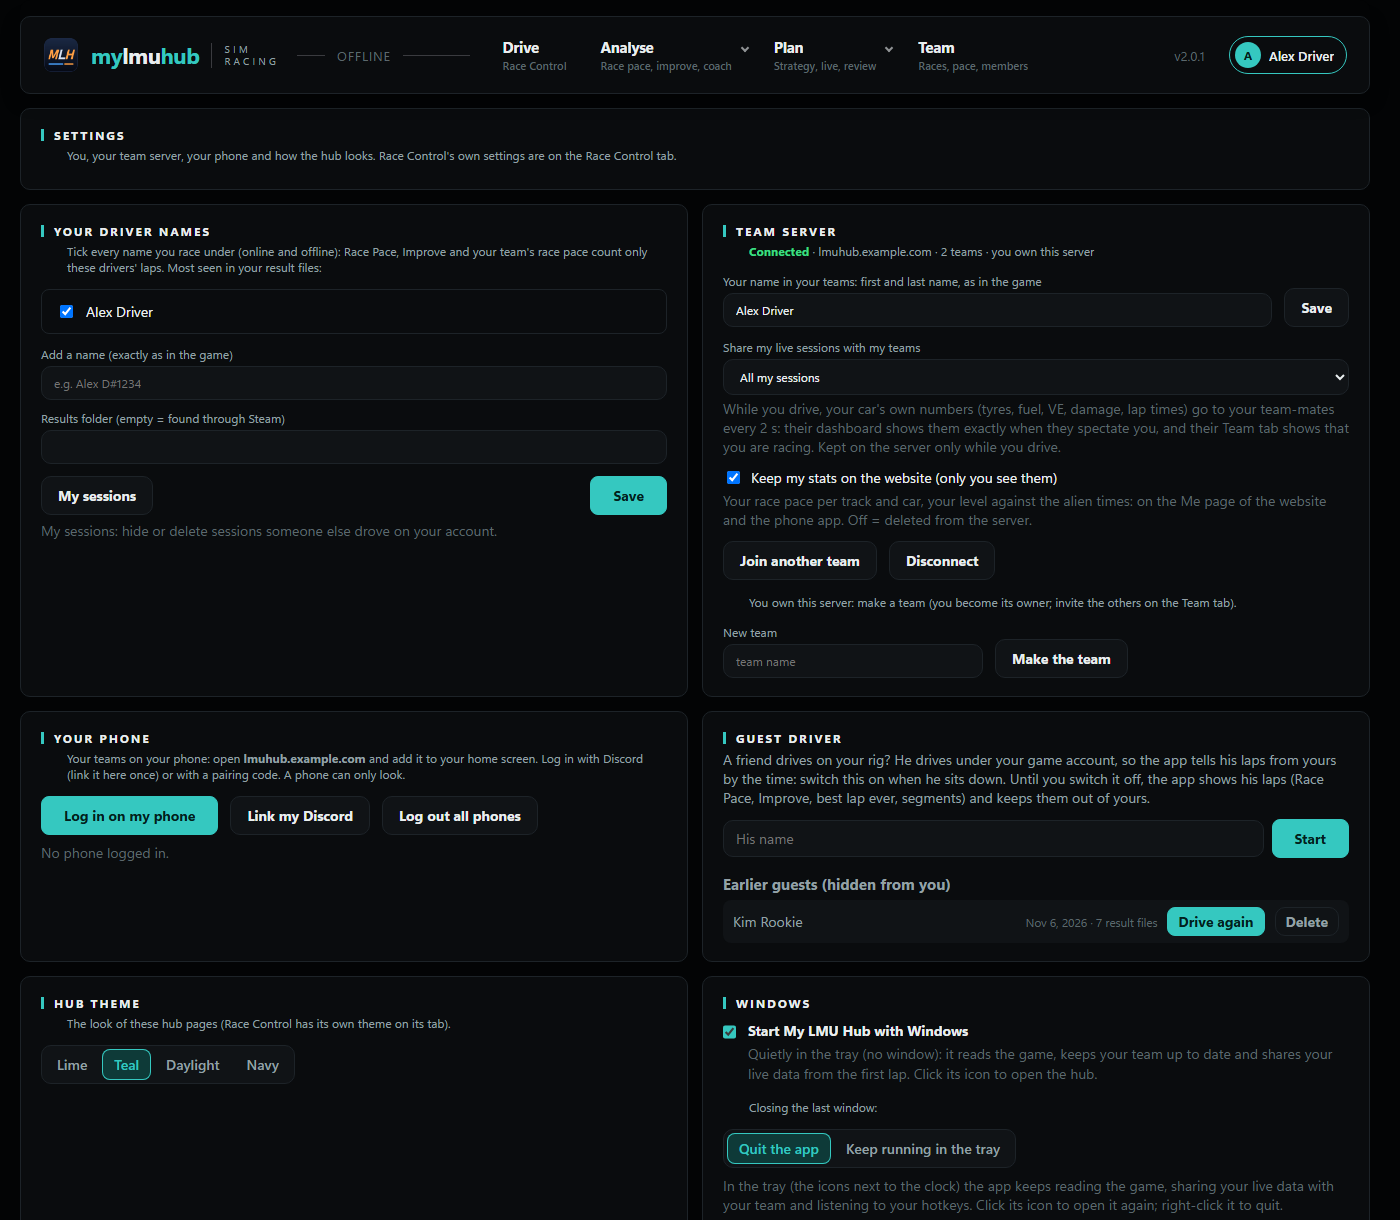 MLH
mylmuhub
SIM
RACING
OFFLINE
Drive
Race Control
Analyse
Race pace, improve, coach
Plan
Strategy, live, review
Team
Races, pace, members
v2.0.1
A
Alex Driver
SETTINGS
You, your team server, your phone and how the hub looks. Race Control's own settings are on the Race Control tab.
YOUR DRIVER NAMES
Tick every name you race under (online and offline): Race Pace, Improve and your team's race pace count only
these drivers' laps. Most seen in your result files:
Alex Driver
Add a name (exactly as in the game)
e.g. Alex D#1234
Results folder (empty = found through Steam)
My sessions
Save
My sessions: hide or delete sessions someone else drove on your account.
TEAM SERVER
Connected · lmuhub.example.com · 2 teams · you own this server
Your name in your teams: first and last name, as in the game
Alex Driver
Save
Share my live sessions with my teams
All my sessions
While you drive, your car's own numbers (tyres, fuel, VE, damage, lap times) go to your team-mates
every 2 s: their dashboard shows them exactly when they spectate you, and their Team tab shows that
you are racing. Kept on the server only while you drive.
Keep my stats on the website (only you see them)
Your race pace per track and car, your level against the alien times: on the Me page of the website
and the phone app. Off = deleted from the server.
Join another team
Disconnect
You own this server: make a team (you become its owner; invite the others on the Team tab).
New team
team name
Make the team
YOUR PHONE
Your teams on your phone: open lmuhub.example.com and add it to your home screen. Log in with Discord
(link it here once) or with a pairing code. A phone can only look.
Log in on my phone
Link my Discord
Log out all phones
No phone logged in.
GUEST DRIVER
A friend drives on your rig? He drives under your game account, so the app tells his laps from yours
by the time: switch this on when he sits down. Until you switch it off, the app shows his laps (Race
Pace, Improve, best lap ever, segments) and keeps them out of yours.
His name
Start
Earlier guests (hidden from you)
Kim Rookie
Nov 6, 2026 · 7 result files
Drive again
Delete
HUB THEME
The look of these hub pages (Race Control has its own theme on its tab).
Lime
Teal
Daylight
Navy
WINDOWS
Start My LMU Hub with Windows
Quietly in the tray (no window): it reads the game, keeps your team up to date and shares your
live data from the first lap. Click its icon to open the hub.
Closing the last window:
Quit the app
Keep running in the tray
In the tray (the icons next to the clock) the app keeps reading the game, sharing your live data with
your team and listening to your hotkeys. Click its icon to open it again; right-click it to quit.